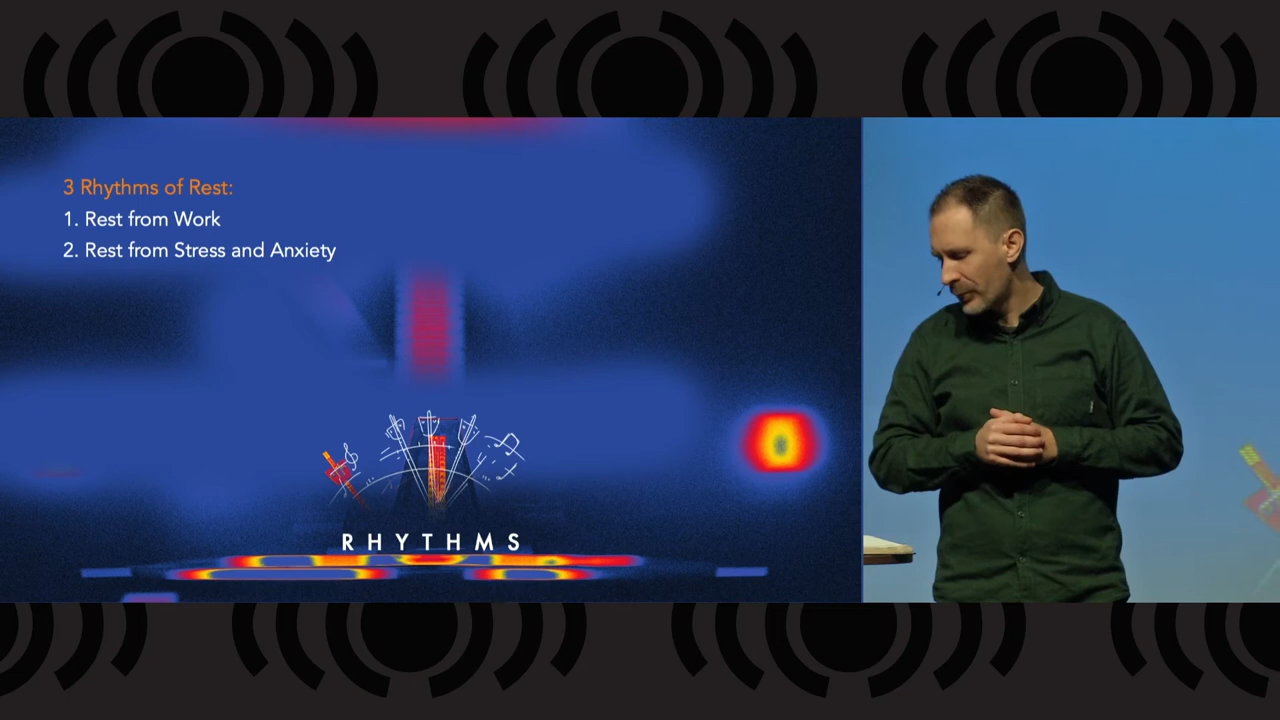 3 Rhythms of Rest:
1. Rest from Work
2. Rest from Stress and Anxiety
RHYTHMS